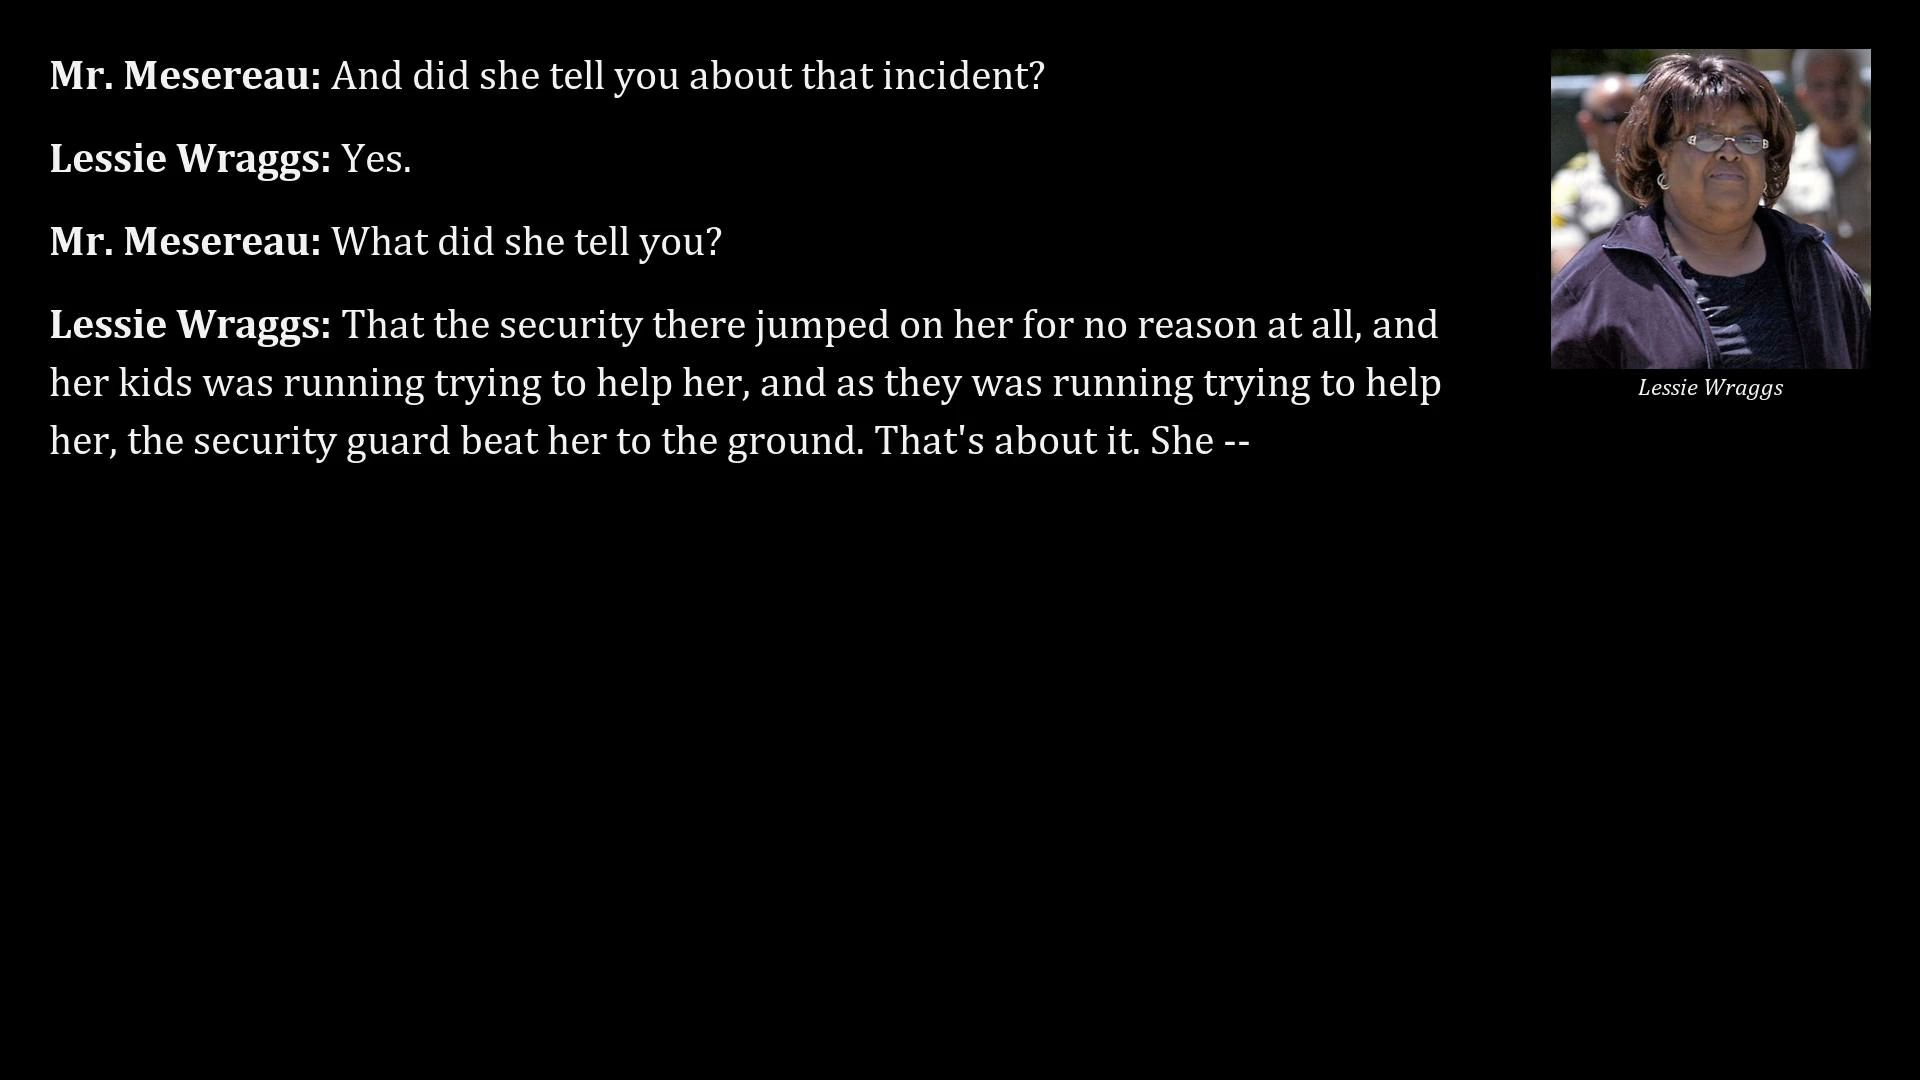 Mr. Mesereau: And did she tell you about that incident?
Lessie Wraggs: Yes.
Mr. Mesereau: What did she tell you?
Lessie Wraggs: That the security there jumped on her for no reason at all, and
her kids was running trying to help her, and as they was running trying to help
her, the security guard beat her to the ground. That's about it. She --
Lessie Wraggs